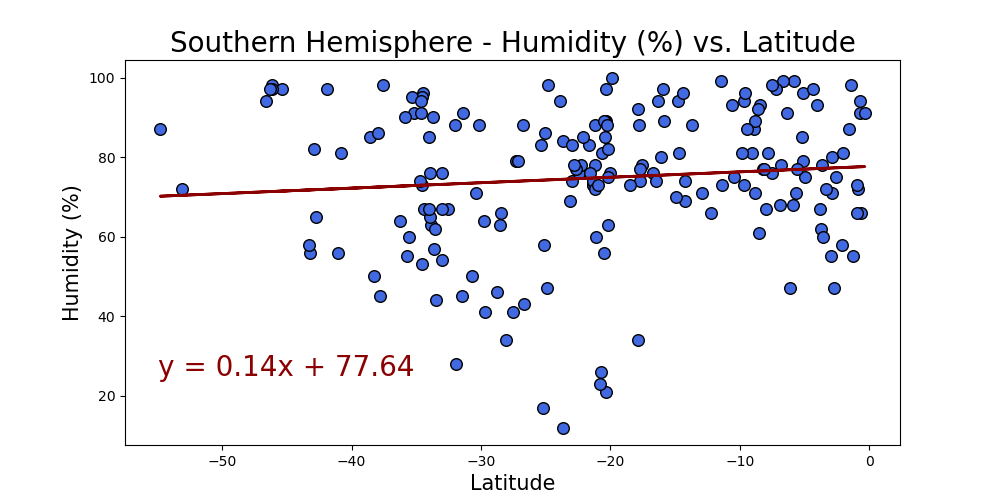 Southern Hemisphere - Humidity (%) vs. Latitude
Humidity (%)
100
80
60
40
20
y = 0.14x + 77.64
−50
−40
−30
−20
−10
0
Latitude